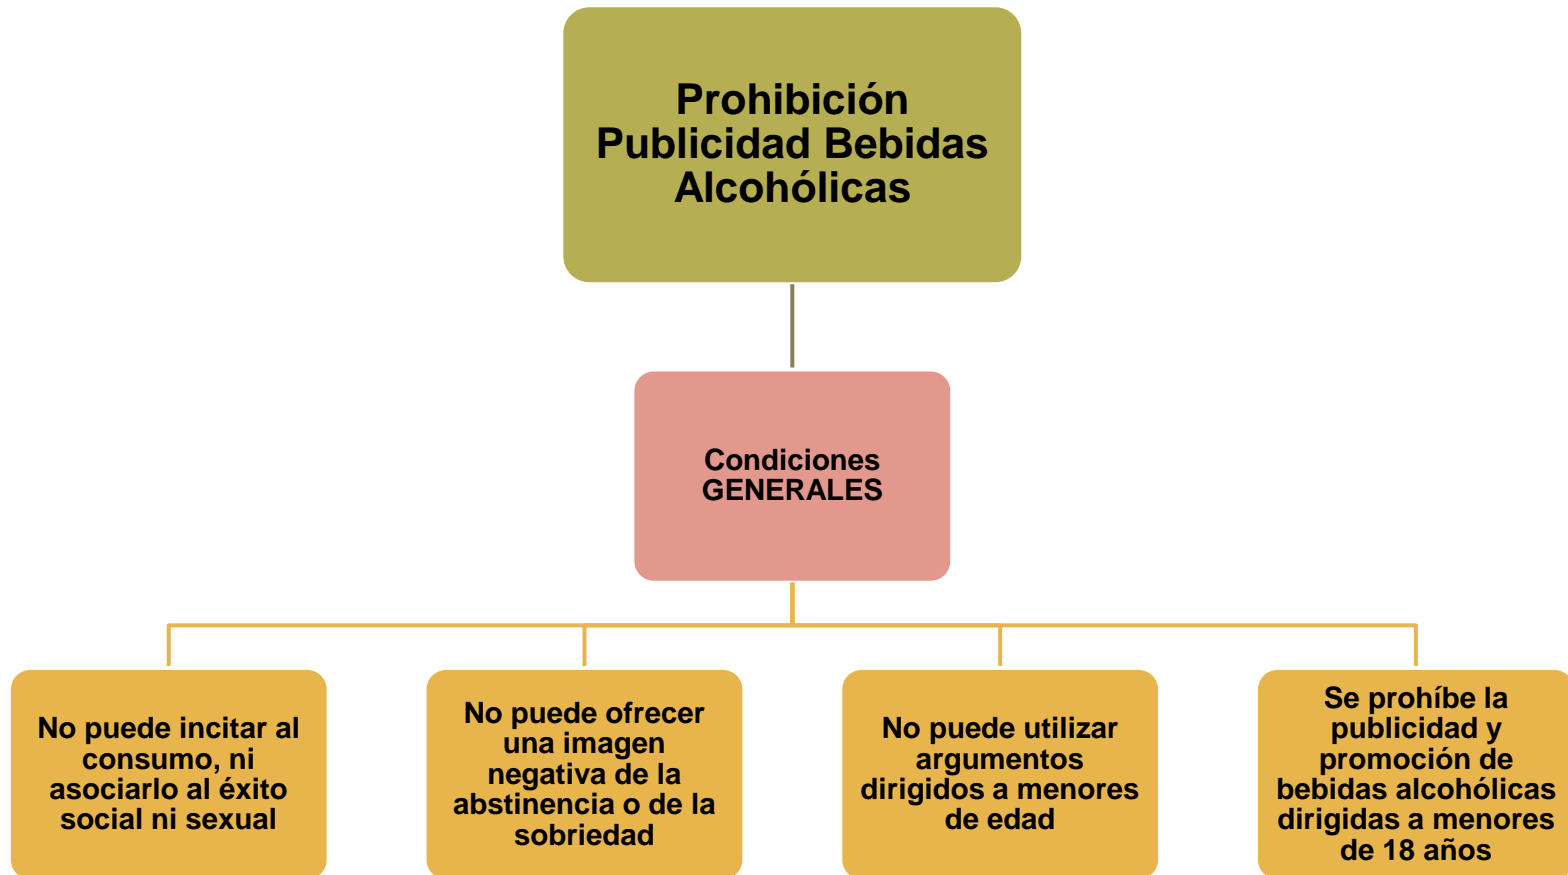 Prohibición
Publicidad Bebidas
Alcohólicas
Condiciones
GENERALES
No puede incitar al
consumo, ni
asociarlo al éxito
social ni sexual
No puede ofrecer
una imagen
negativa de la
abstinencia o de la
sobriedad
No puede utilizar
argumentos
dirigidos a menores
de edad
Se prohíbe la
publicidad y
promoción de
bebidas alcohólicas
dirigidas a menores
de 18 años